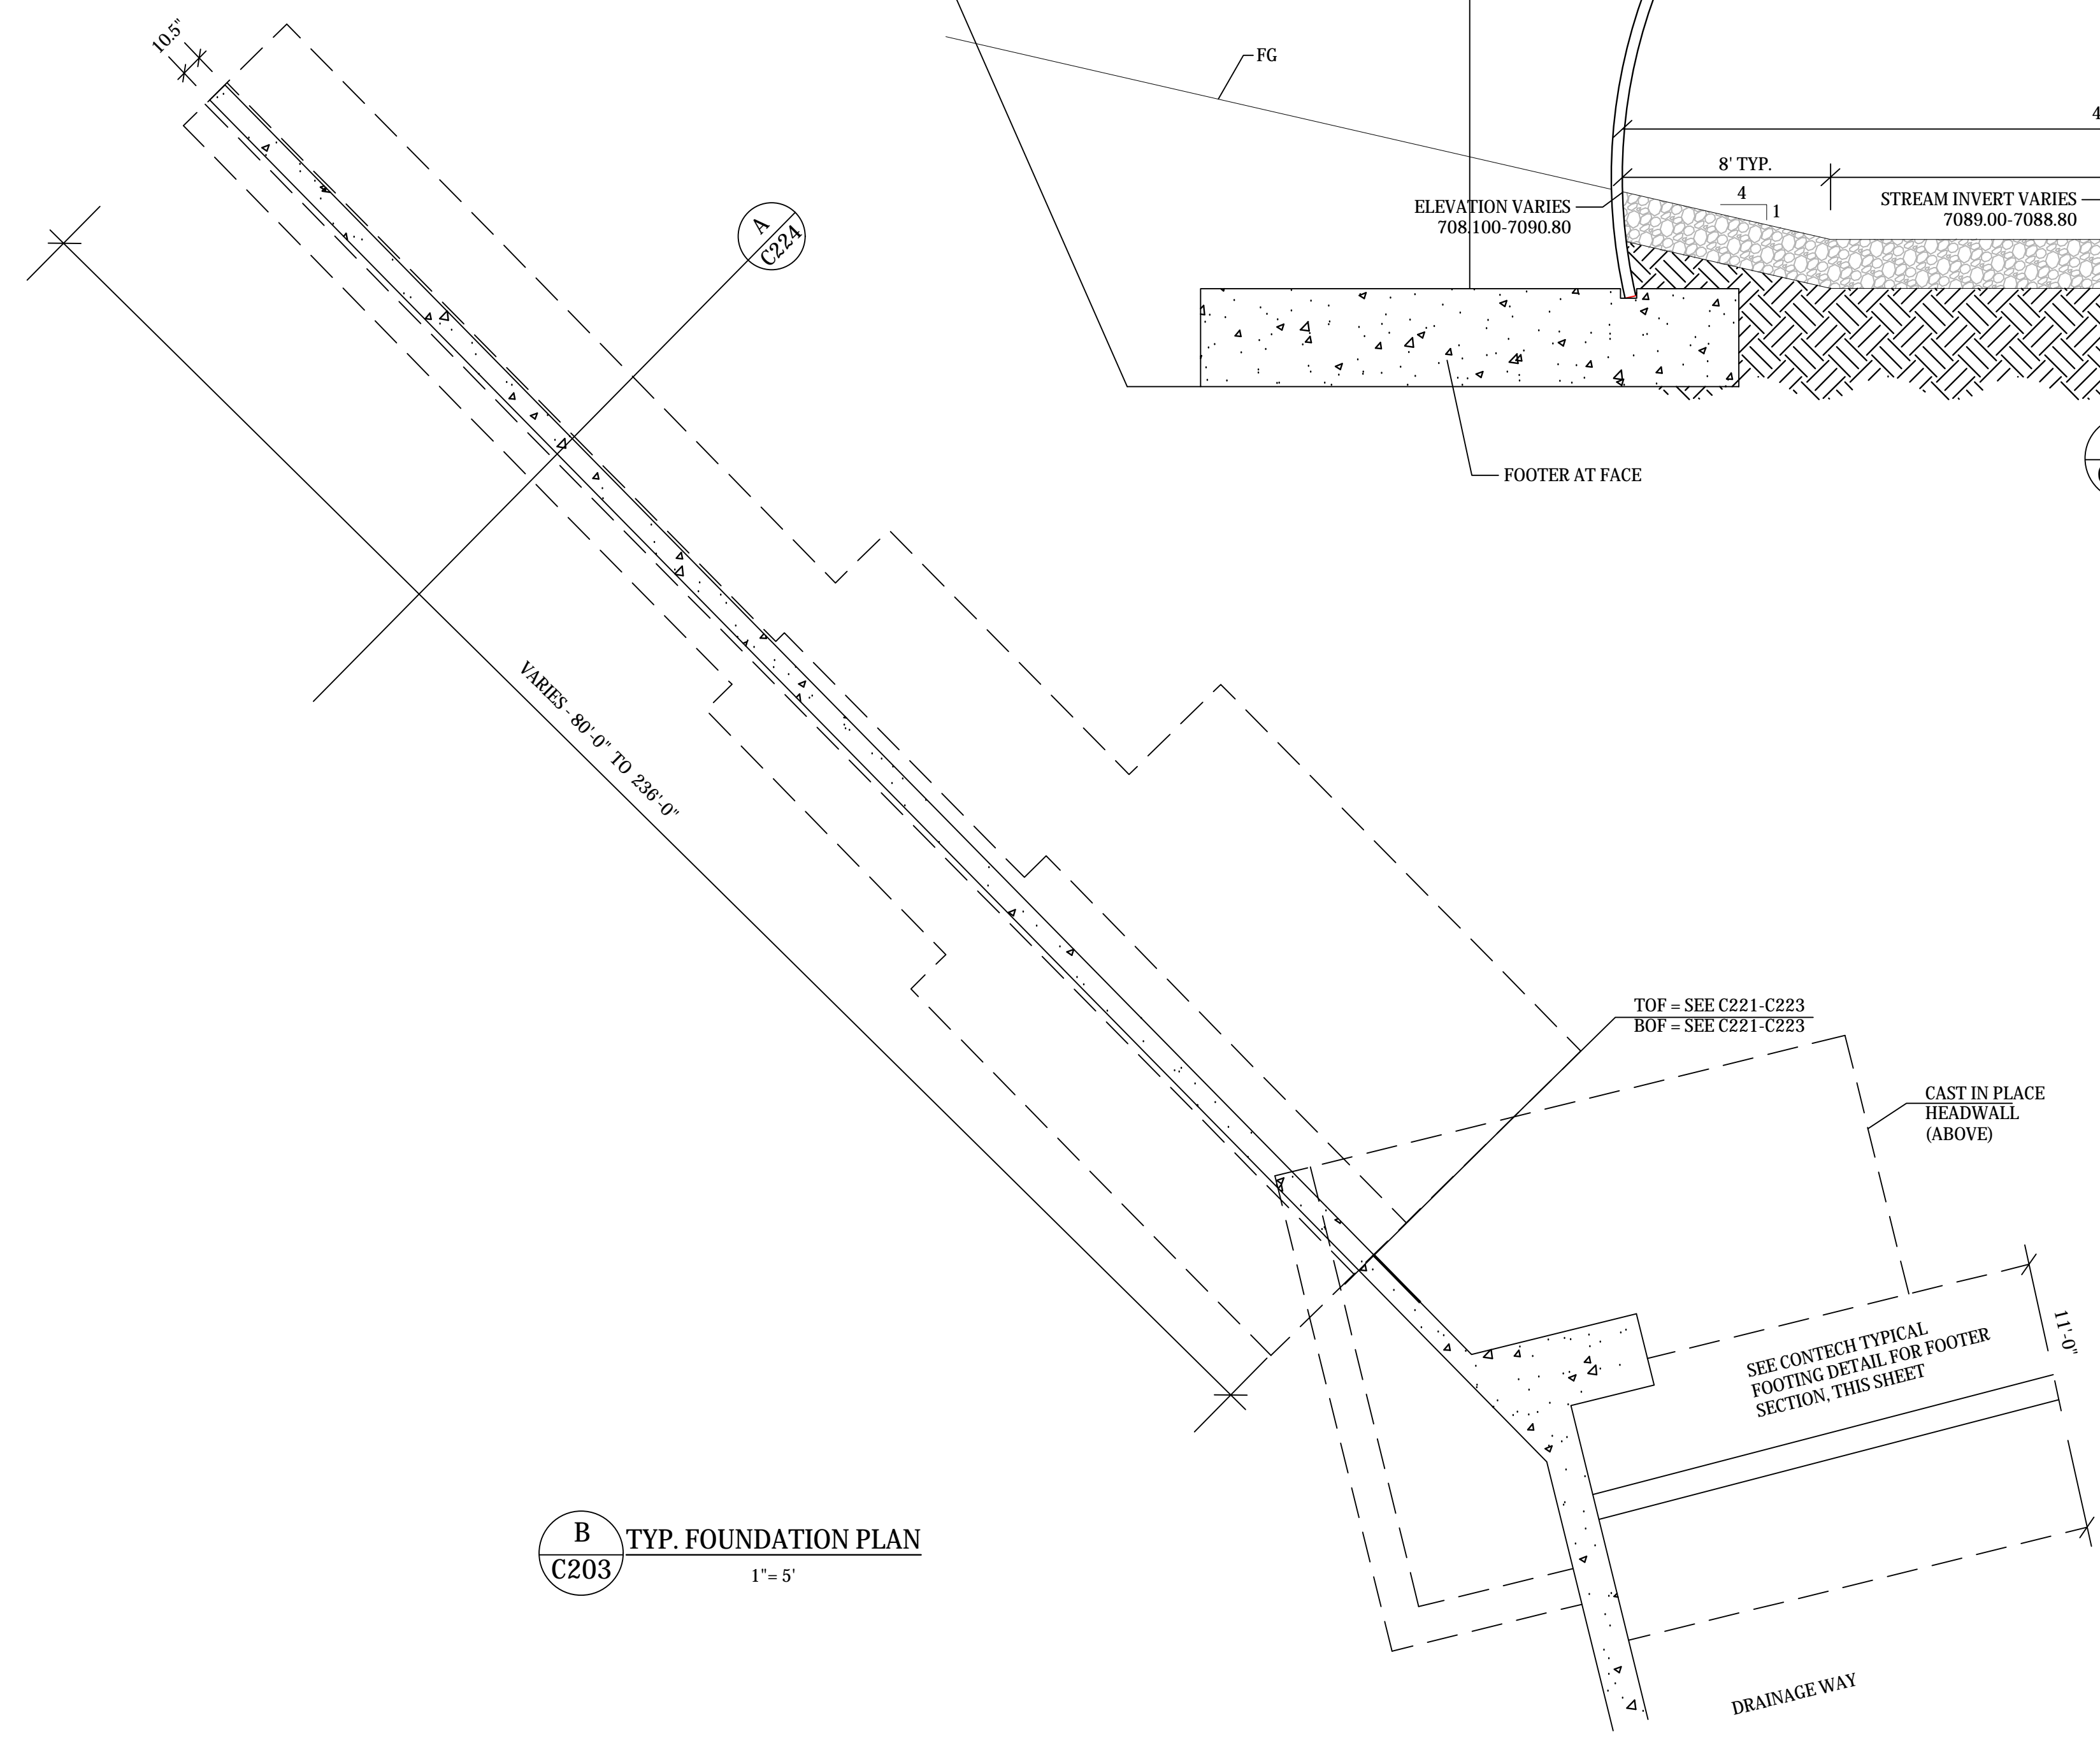 10.5"
FG
4
8' TYP.
4
1
ELEVATION VARIES
708.100-7090.80
STREAM INVERT VARIES
7089.00-7088.80
A
C224
FOOTER AT FACE
VARIES - 80'-0" TO 236'-0"
TOF = SEE C221-C223
BOF = SEE C221-C223
CAST IN PLACE
HEADWALL
(ABOVE)
11'-0"
SEE CONTECH TYPICAL
FOOTING DETAIL FOR FOOTER
SECTION, THIS SHEET
B
C203
TYP. FOUNDATION PLAN
1"= 5'
DRAINAGE WAY